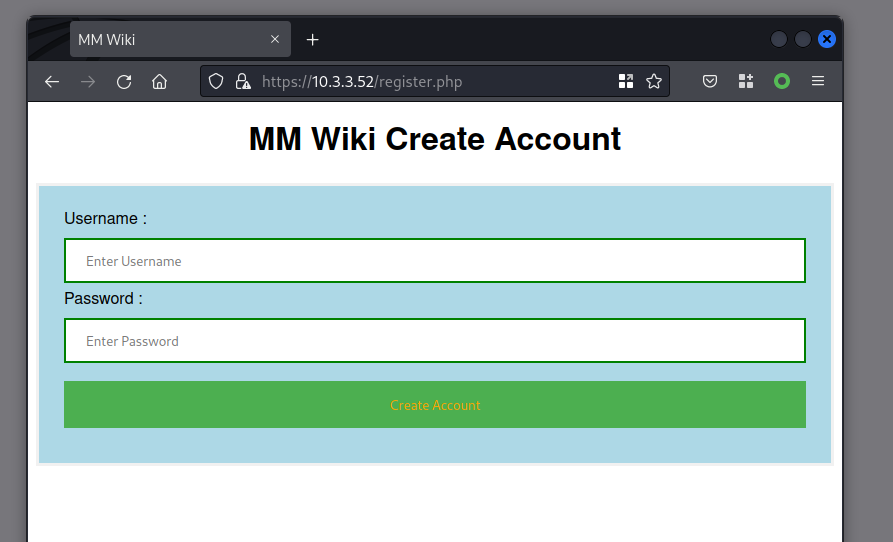 MM Wiki
https://10.3.3.52/register.php
MM Wiki Create Account
Username :
Enter Username
Password :
Enter Password
Create Account